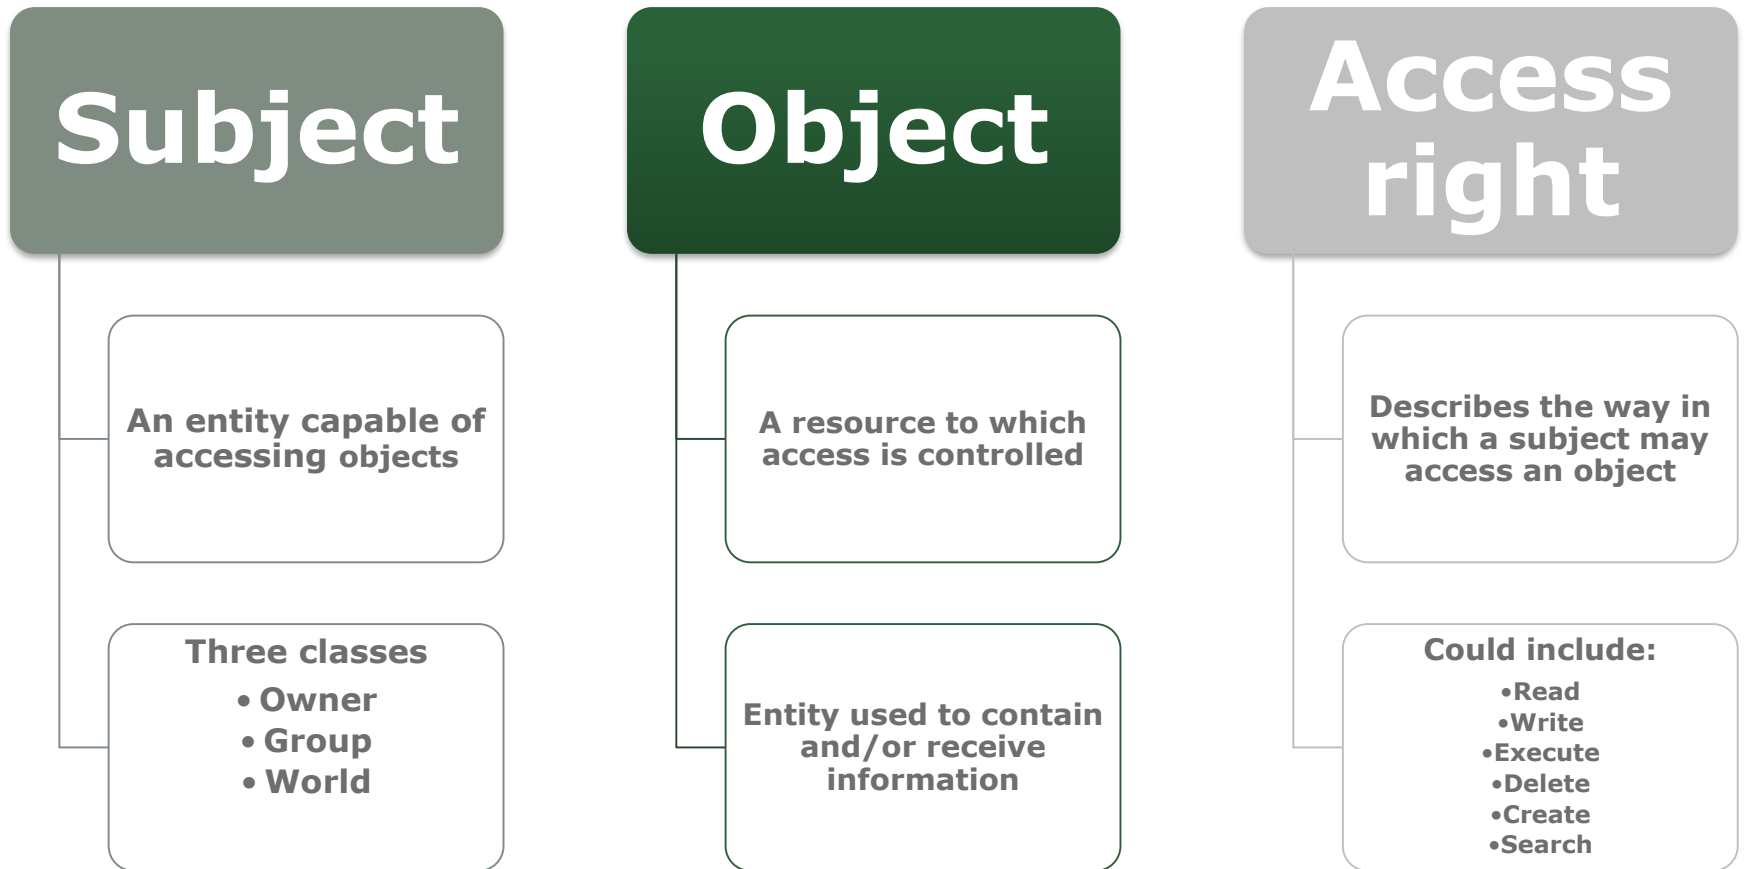 Subject
An entity capable of
accessing objects
Three classes
• Owner
• Group
• World
Object
A resource to which
access is controlled
Entity used to contain
and/or receive
information
Access
right
Describes the way in
which a subject may
access an object
Could include:
•Read
•Write
•Execute
•Delete
•Create
•Search